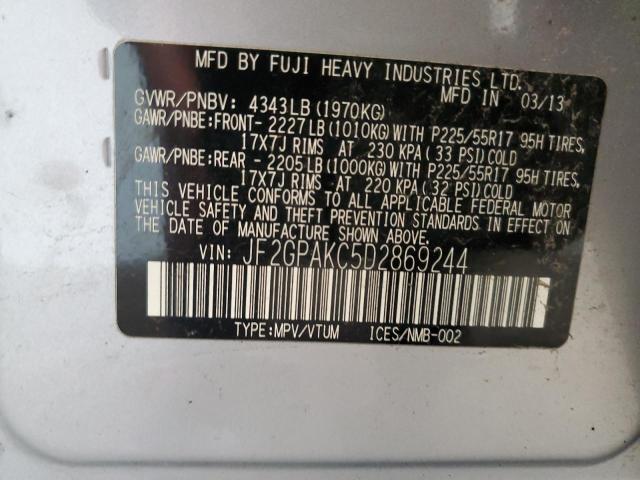 MFD BY FUJI HEAVY INDUSTRIES LTD.
MFD IN 03/13
GVWR/PNBV: 4343LB(1970KG)
GAWR/PNBE:FRONT- 2227LB(1010KG)WITH P225/55R17 95H TIRES,
17X7J RIMS AT 230 KPA( 33 PSI)COLD
GAWR/PNBE:REAR - 2205LB(1000KG)WITH P225/55R17 95H TIRES,
17X7J RIMS AT 220 KPA( 32 PSI)COLD
THIS VEHICLE CONFORMS TO ALL APPLICABLE FEDERAL MOTOR
VEHICLE SAFETY AND THEFT PREVENTION STANDARDS IN EFFECT ON
THE DATE OF MANUFACTURE SHOWN ABOVE.
VIN: JF2GPAKC5D2869244
TYPE:MPV/VTUM ICES/NMB-002